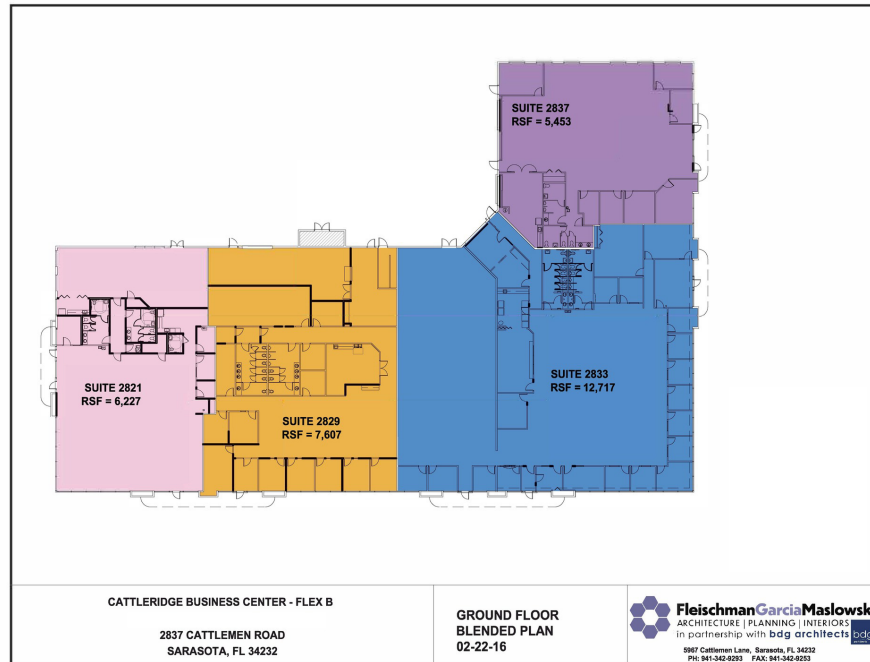 SUITE 2837
RSF = 5,453
SUITE 2821
RSF = 6,227
SUITE 2829
RSF = 7,607
SUITE 2833
RSF = 12,717
CATTLERIDGE BUSINESS CENTER - FLEX B
2837 CATTLEMEN ROAD
SARASOTA, FL 34232
GROUND FLOOR
BLENDED PLAN
02-22-16
FleischmanGarciaMaslowsk
ARCHITECTURE | PLANNING | INTERIORS
in partnership with bdg architects
bdg
5967 Cattlemen Lane, Sarasota, FL 34232
PH: 941-342-9293 FAX: 941-342-9253